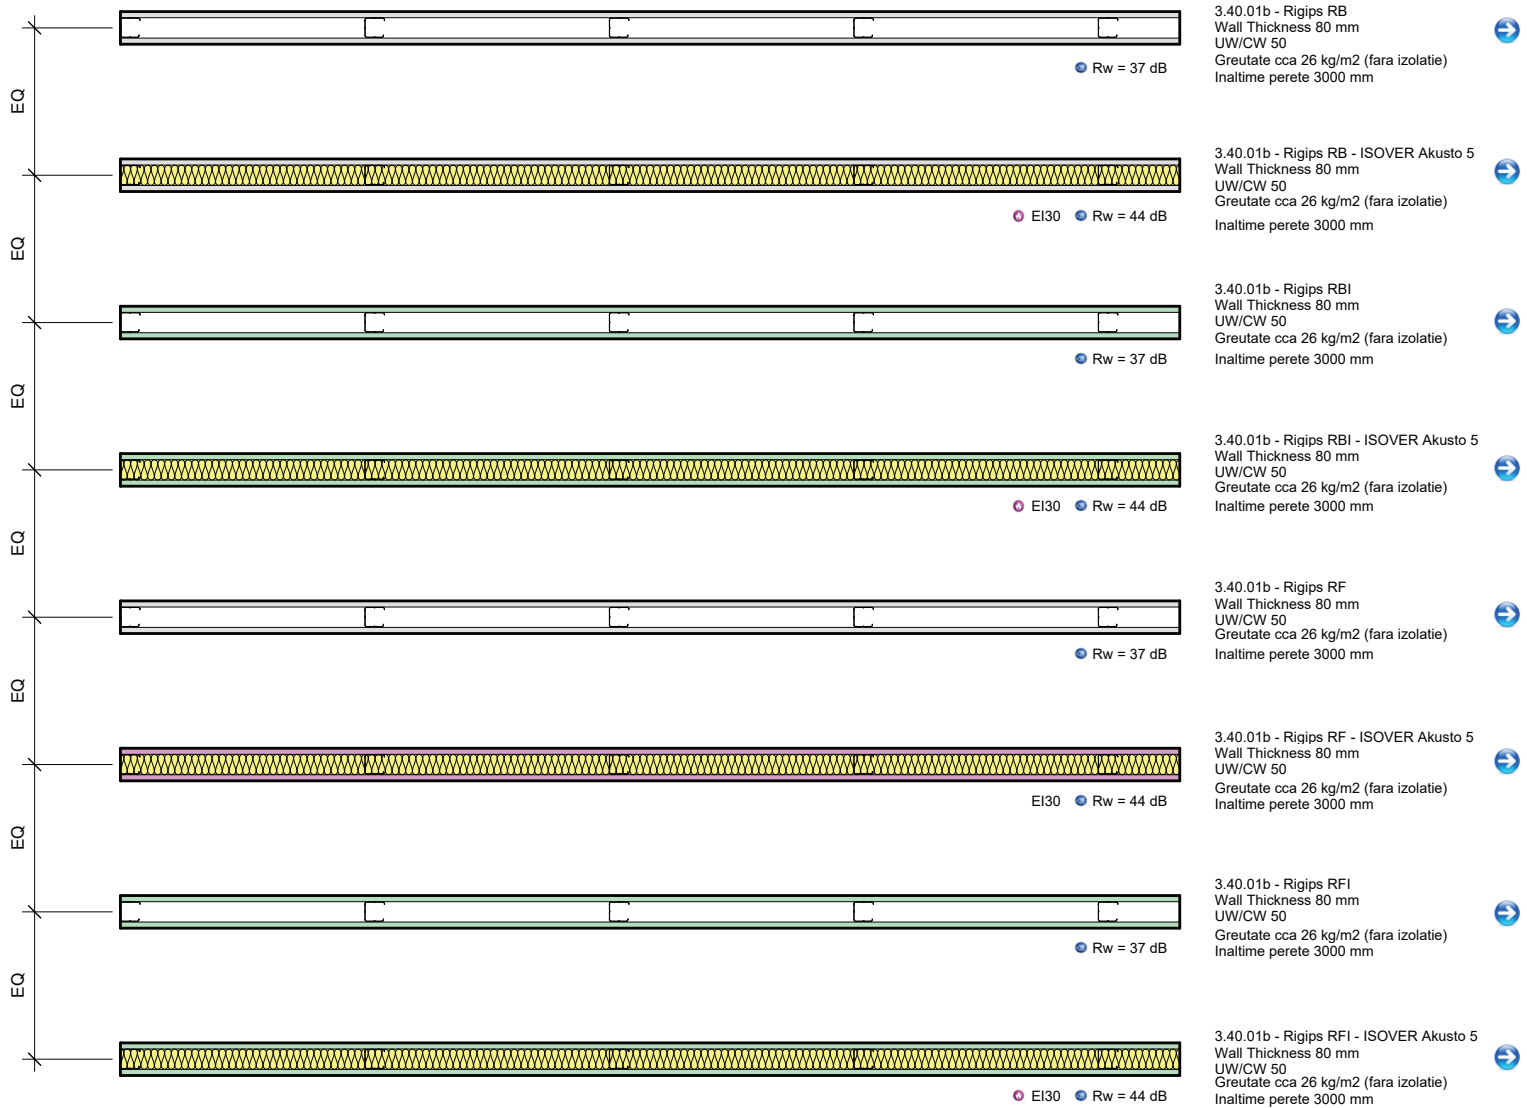 3.40.01b - Rigips RB
Wall Thickness 80 mm
UW/CW 50
Greutate cca 26 kg/m2 (fara izolatie)
Rw = 37 dB
Inaltime perete 3000 mm
EQ
3.40.01b - Rigips RB - ISOVER Akusto 5
Wall Thickness 80 mm
UW/CW 50
Greutate cca 26 kg/m2 (fara izolatie)
EI30 Rw = 44 dB
Inaltime perete 3000 mm
EQ
3.40.01b - Rigips RBI
Wall Thickness 80 mm
UW/CW 50
Greutate cca 26 kg/m2 (fara izolatie)
Rw = 37 dB
Inaltime perete 3000 mm
EQ
3.40.01b - Rigips RBI - ISOVER Akusto 5
Wall Thickness 80 mm
UW/CW 50
Greutate cca 26 kg/m2 (fara izolatie)
EI30 Rw = 44 dB
Inaltime perete 3000 mm
EQ
3.40.01b - Rigips RF
Wall Thickness 80 mm
UW/CW 50
Greutate cca 26 kg/m2 (fara izolatie)
Rw = 37 dB
Inaltime perete 3000 mm
EQ
3.40.01b - Rigips RF - ISOVER Akusto 5
Wall Thickness 80 mm
UW/CW 50
Greutate cca 26 kg/m2 (fara izolatie)
EI30 Rw = 44 dB
Inaltime perete 3000 mm
EQ
3.40.01b - Rigips RFI
Wall Thickness 80 mm
UW/CW 50
Greutate cca 26 kg/m2 (fara izolatie)
Rw = 37 dB
Inaltime perete 3000 mm
EQ
3.40.01b - Rigips RFI - ISOVER Akusto 5
Wall Thickness 80 mm
UW/CW 50
Greutate cca 26 kg/m2 (fara izolatie)
EI30 Rw = 44 dB
Inaltime perete 3000 mm